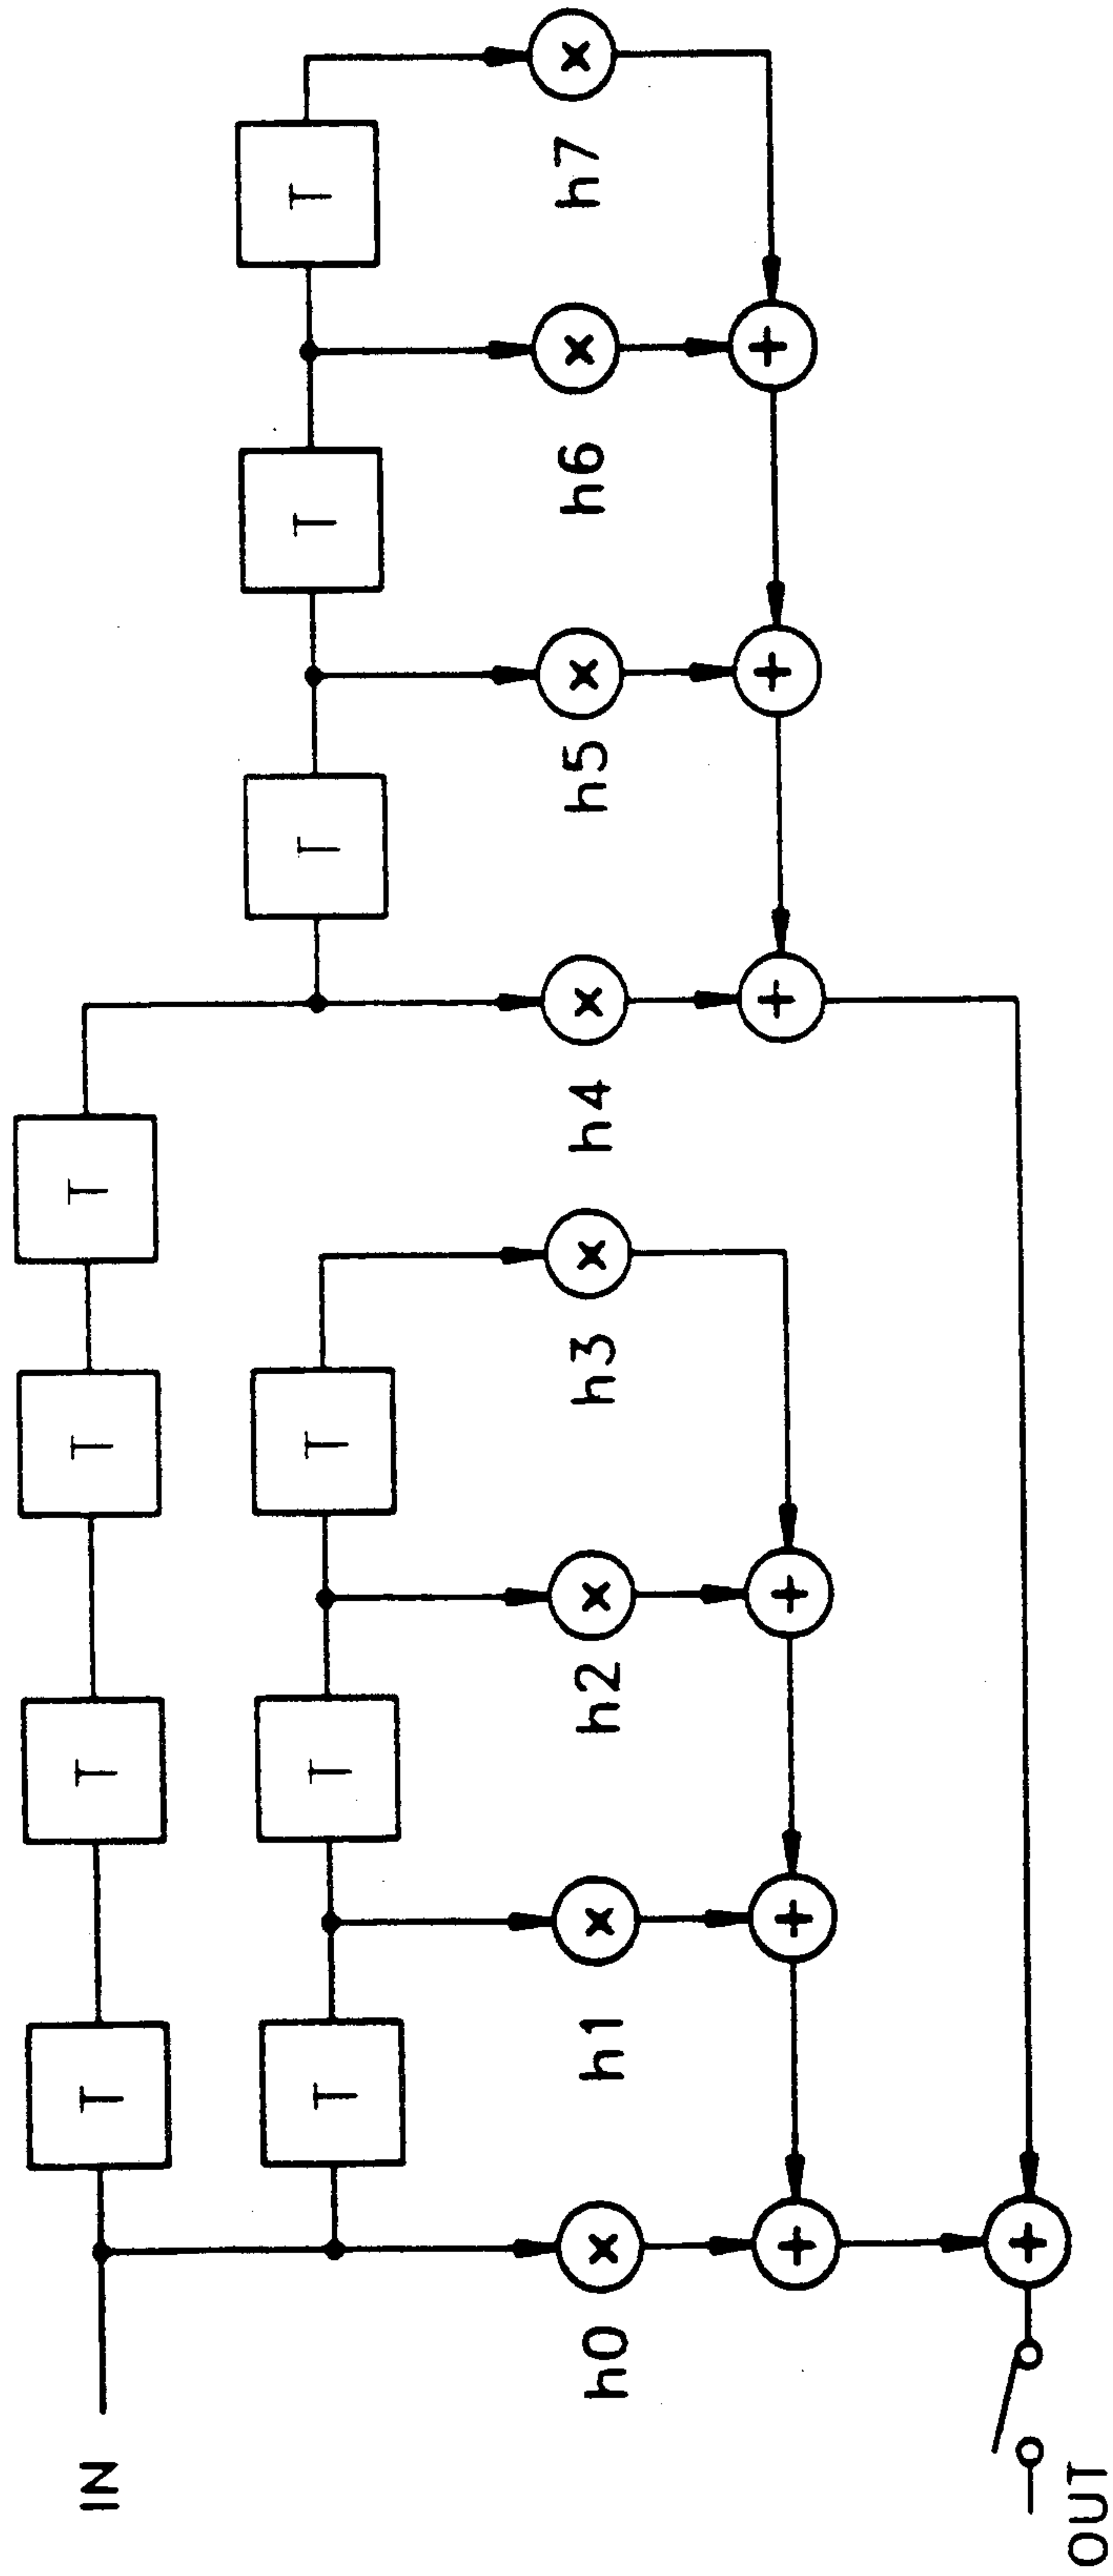 IN
T T T T
T T T T T T
× × × × × × × ×
h0 h1 h2 h3 h4 h5 h6 h7
+ + + + + +
+
OUT